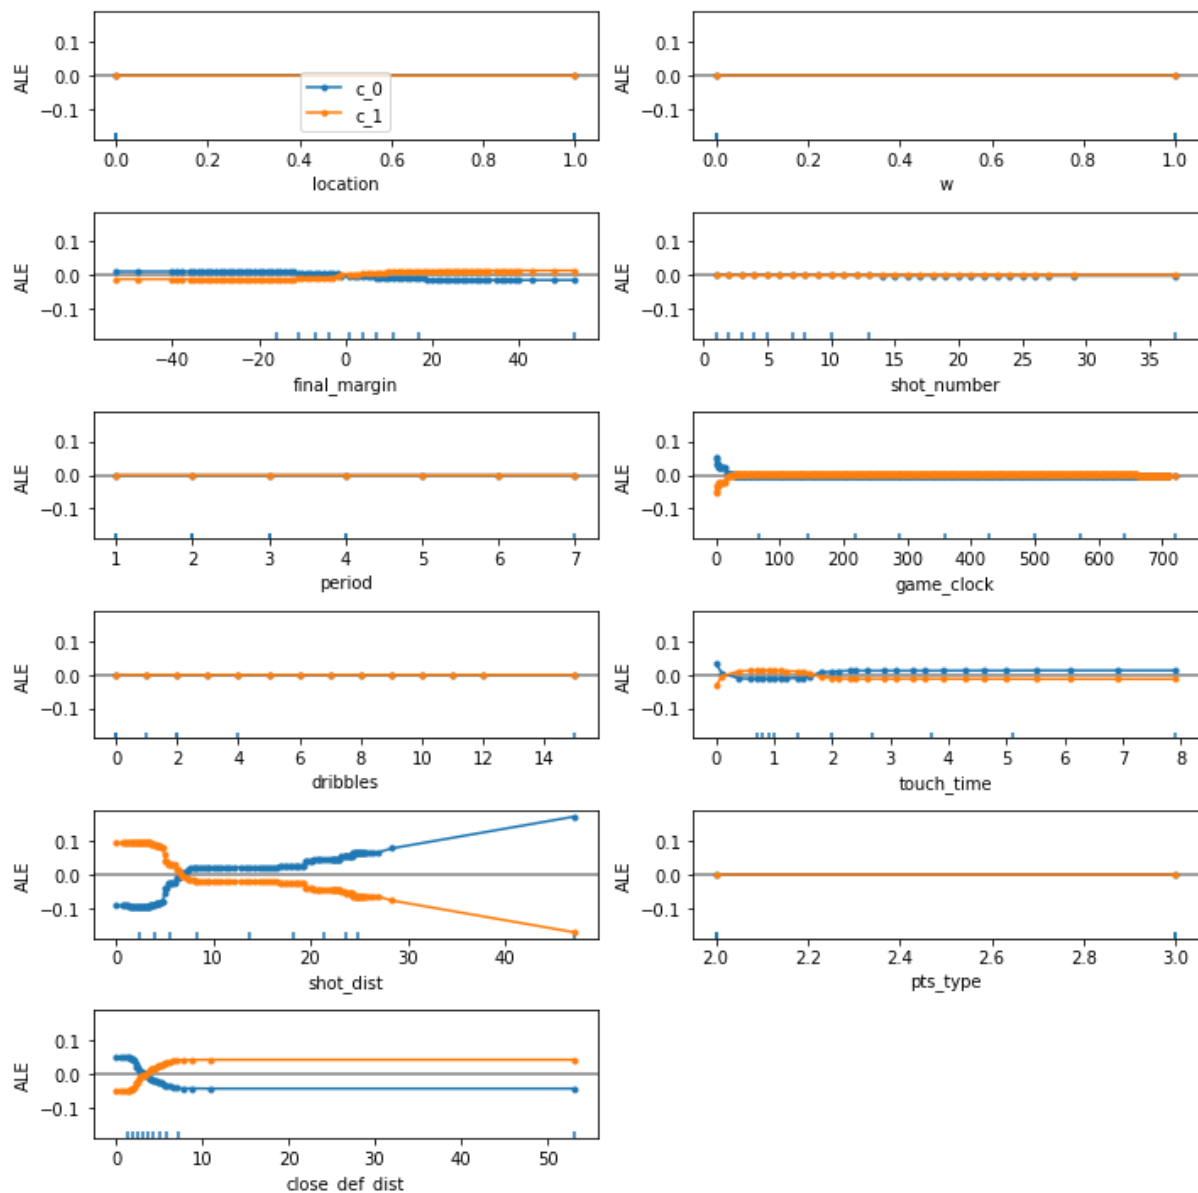 0.1
0.0
−0.1
ALE
c_0
c_1
0.0 0.2 0.4 0.6 0.8 1.0
location
0.1
0.0
−0.1
ALE
0.0 0.2 0.4 0.6 0.8 1.0
w
0.1
0.0
−0.1
ALE
−40 −20 0 20 40
final_margin
0.1
0.0
−0.1
ALE
0 5 10 15 20 25 30 35
shot_number
0.1
0.0
−0.1
ALE
1 2 3 4 5 6 7
period
0.1
0.0
−0.1
ALE
0 100 200 300 400 500 600 700
game_clock
0.1
0.0
−0.1
ALE
0 2 4 6 8 10 12 14
dribbles
0.1
0.0
−0.1
ALE
0 1 2 3 4 5 6 7 8
touch_time
0.1
0.0
−0.1
ALE
0 10 20 30 40
shot_dist
0.1
0.0
−0.1
ALE
2.0 2.2 2.4 2.6 2.8 3.0
pts_type
0.1
0.0
−0.1
ALE
0 10 20 30 40 50
close_def_dist